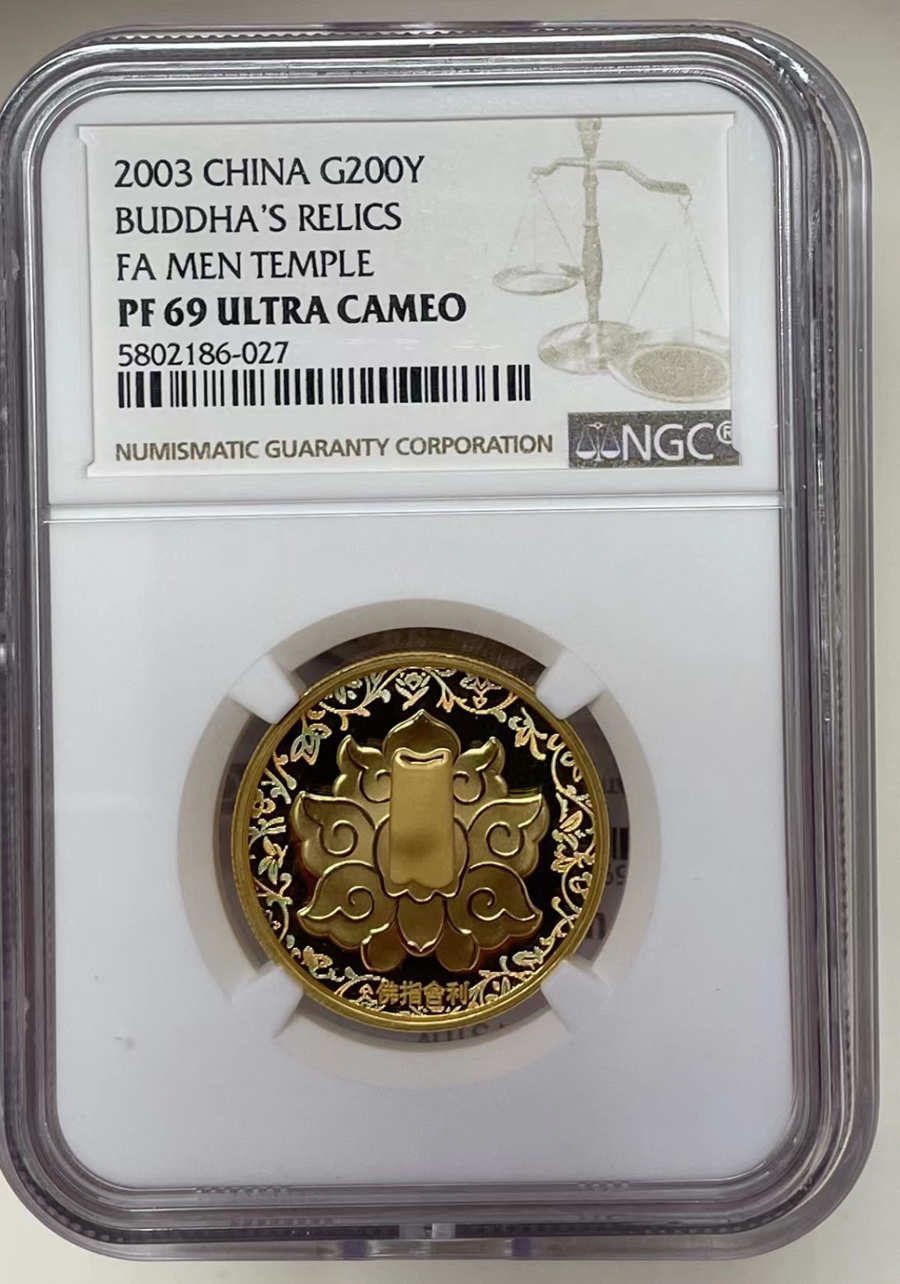 2003 CHINA G200Y
BUDDHA'S RELICS
FA MEN TEMPLE
PF 69 ULTRA CAMEO
5802186-027
NUMISMATIC GUARANTY CORPORATION
NGC®
佛指舍利